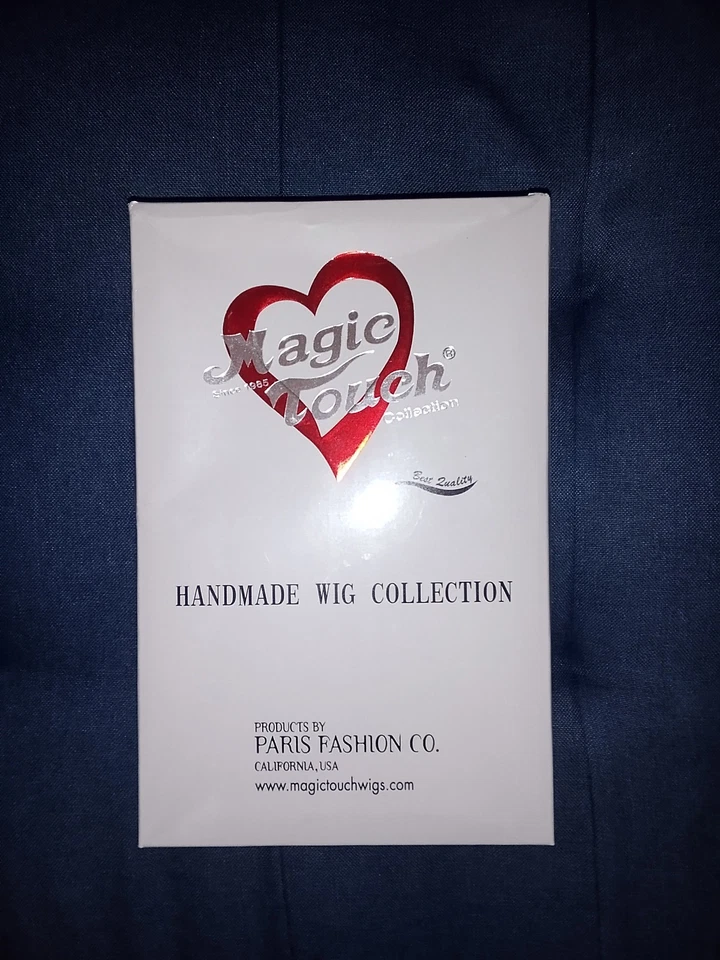 Magic
Since 1985
Touch®
Collection
Best Quality
HANDMADE WIG COLLECTION
PRODUCTS BY
PARIS FASHION CO.
CALIFORNIA, USA
www.magictouchwigs.com